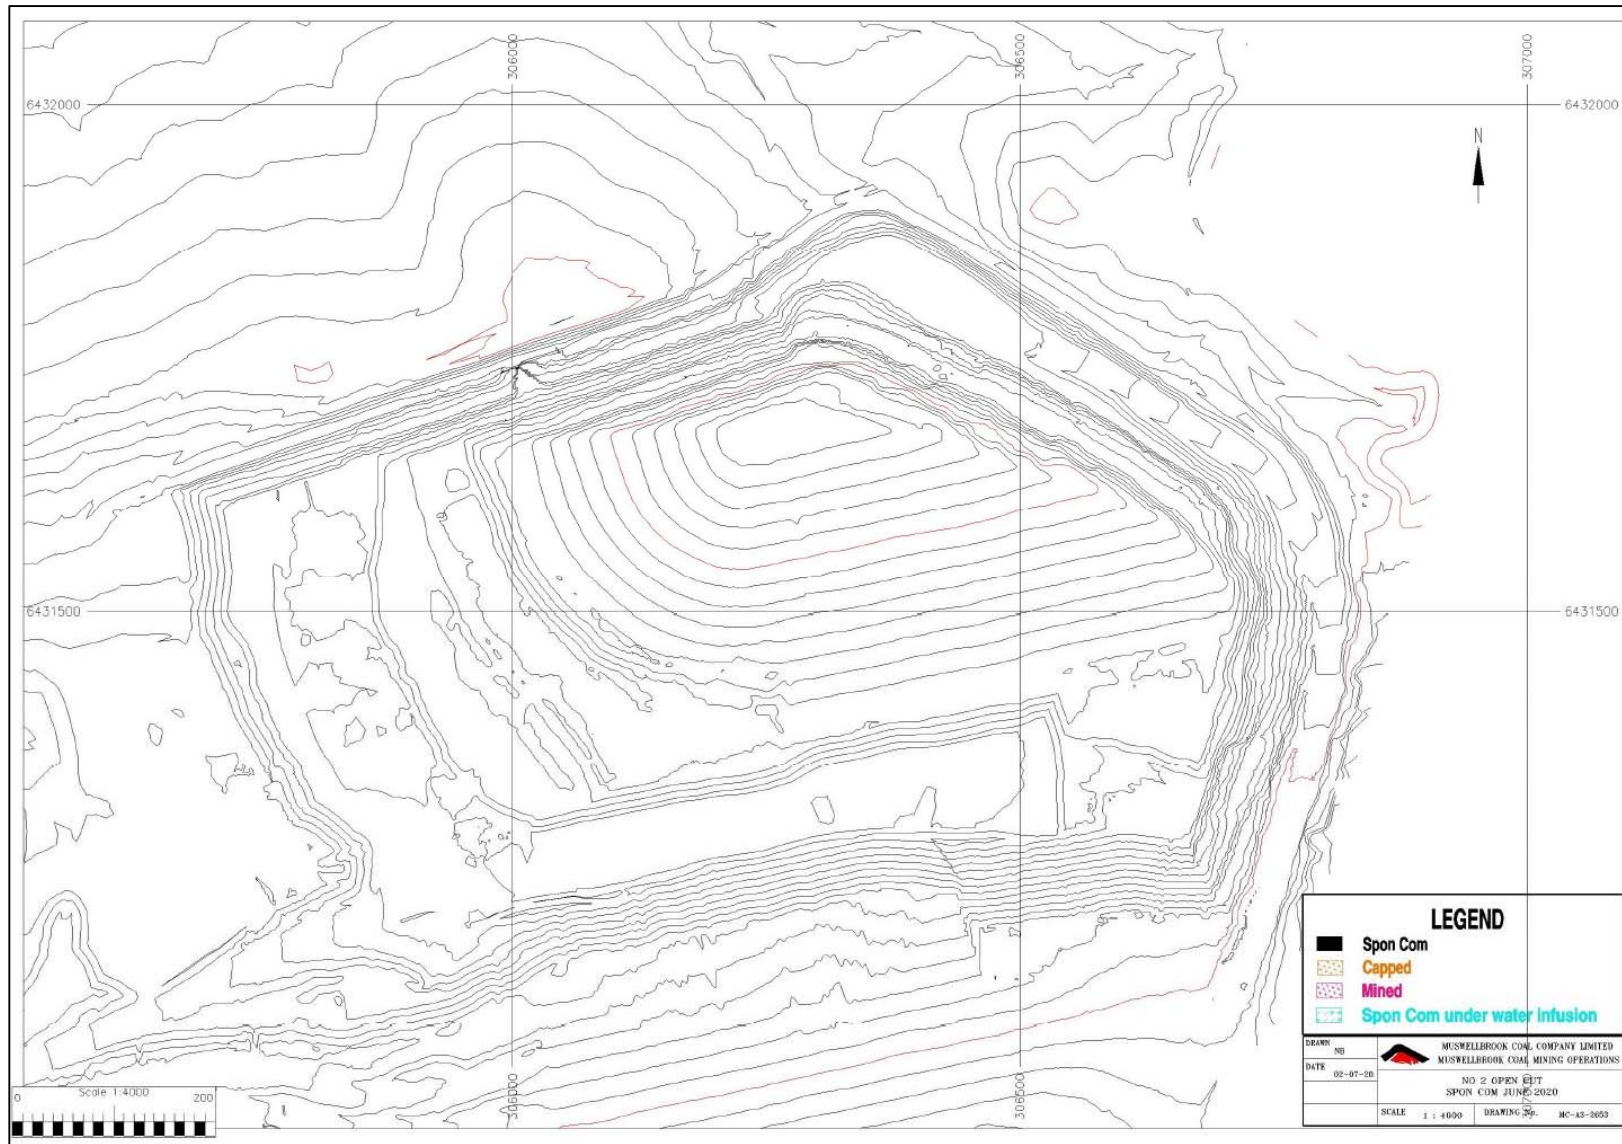 306000
306500
307000
6432000
6432000
N
6431500
6431500
LEGEND
Spon Com
Capped
Mined
Spon Com under water infusion
306000
306500
Scale 1:4000
0 200
DRAWN NB
DATE 02-07-20
MUSWELLBROOK COAL COMPANY LIMITED
MUSWELLBROOK COAL MINING OPERATIONS
NO 2 OPEN CUT
SPON COM JUNE 2020
SCALE 1 : 4000 DRAWING No. MC-A3-2653